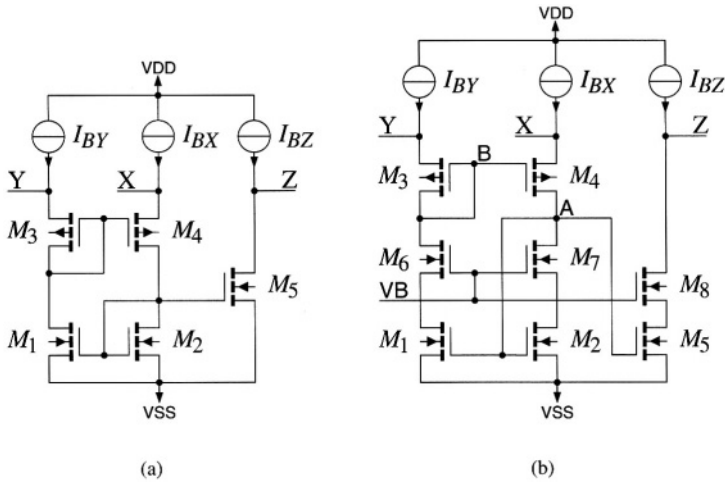 VDD
I_BY I_BX I_BZ
Y X Z
M3 M4
M5
M1 M2
VSS
(a)
VDD
I_BY I_BX I_BZ
Y X Z
B
M3 M4
A
M6 M7
VB M8
M1 M2 M5
VSS
(b)